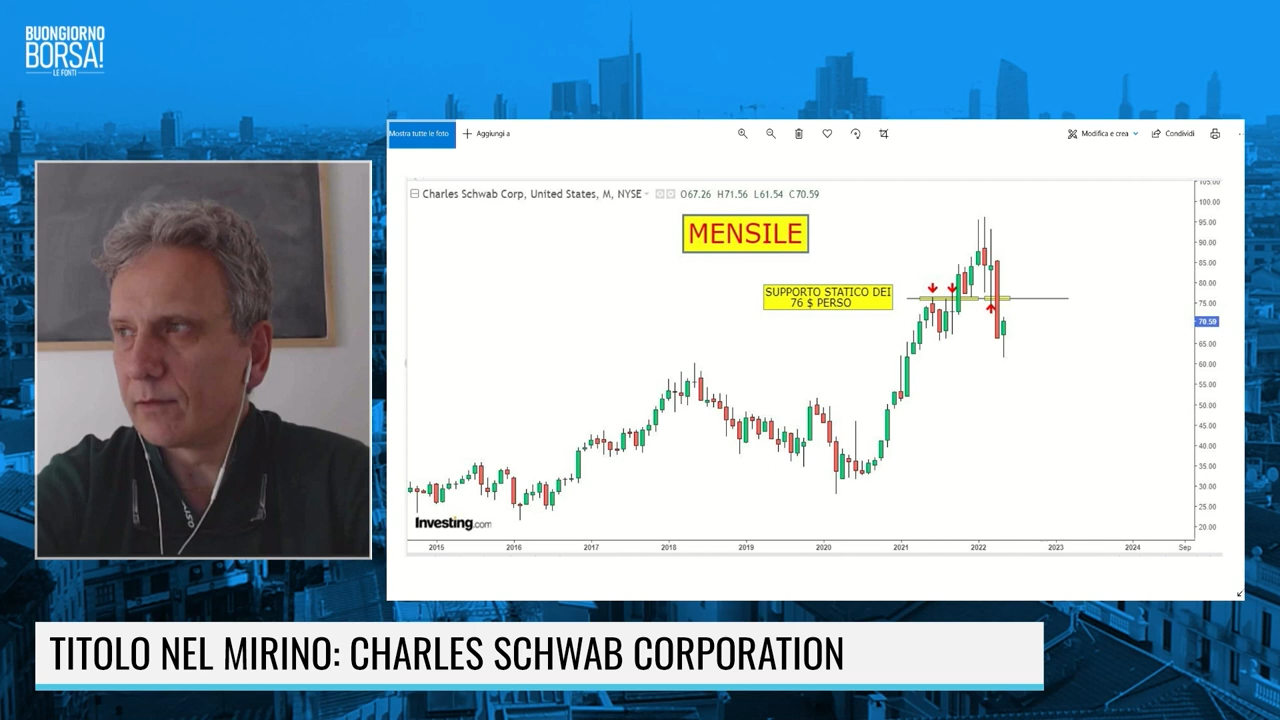 BUONGIORNO
BORSA!
LE FONTI
Mostra tutte le foto
Aggiungi a
Modifica e crea
Condividi
Charles Schwab Corp, United States, M, NYSE
O67.26 H71.56 L61.54 C70.59
MENSILE
SUPPORTO STATICO DEI
76 $ PERSO
105.00
100.00
95.00
90.00
85.00
80.00
75.00
70.59
65.00
60.00
55.00
50.00
45.00
40.00
35.00
30.00
25.00
20.00
Investing.com
2015 2016 2017 2018 2019 2020 2021 2022 2023 2024 Sep
TITOLO NEL MIRINO: CHARLES SCHWAB CORPORATION